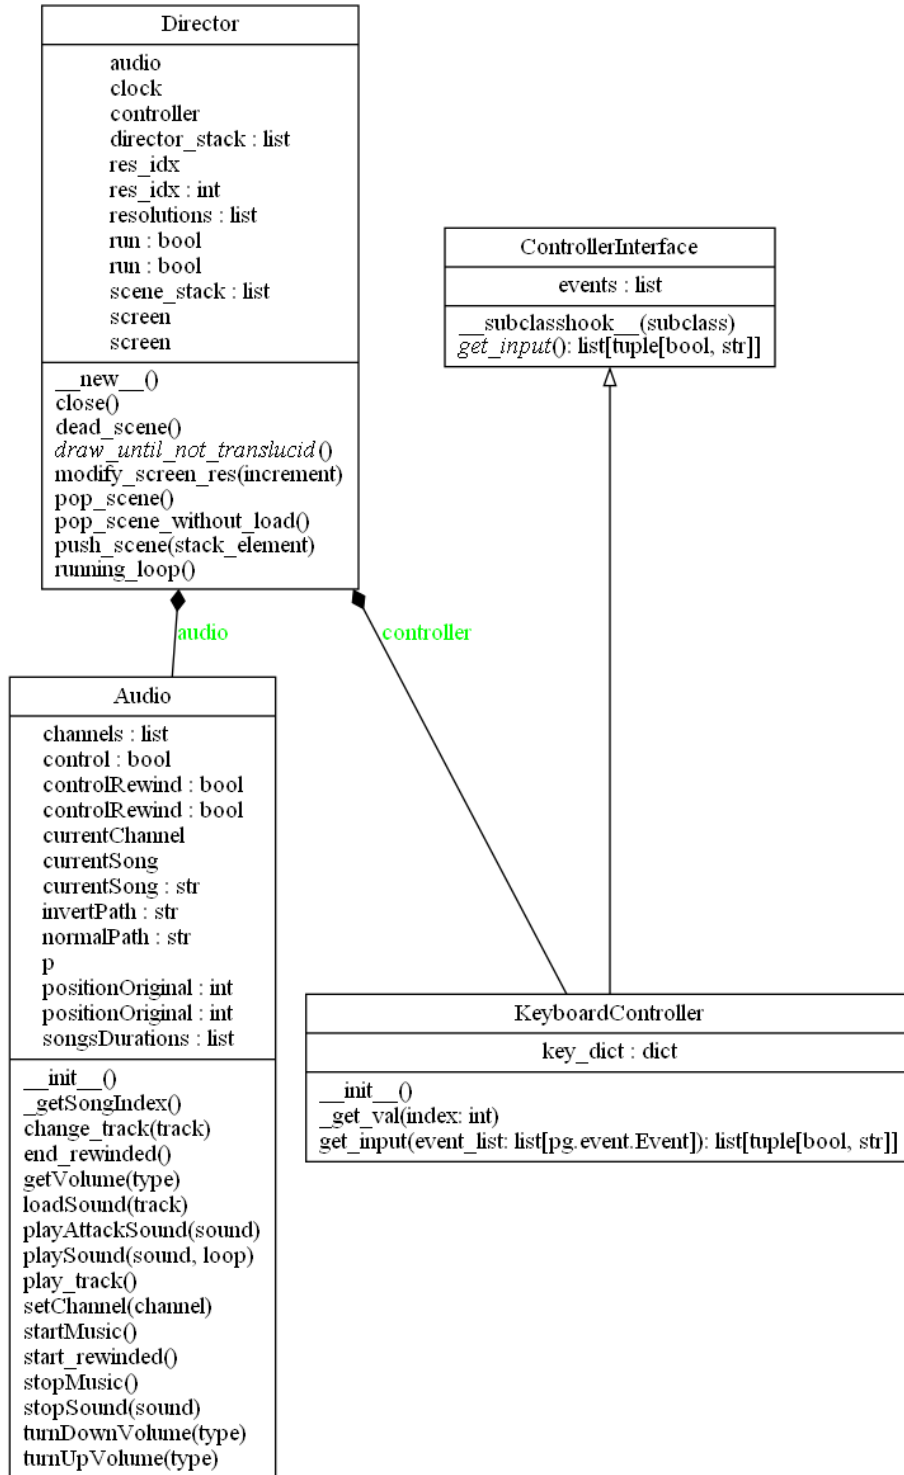 Director
audio
clock
controller
director_stack : list
res_idx
res_idx : int
resolutions : list
run : bool
run : bool
scene_stack : list
screen
screen
__new__()
close()
dead_scene()
draw_until_not_translucid()
modify_screen_res(increment)
pop_scene()
pop_scene_without_load()
push_scene(stack_element)
running_loop()
ControllerInterface
events : list
__subclasshook__(subclass)
get_input(): list[tuple[bool, str]]
audio
controller
Audio
channels : list
control : bool
controlRewind : bool
controlRewind : bool
currentChannel
currentSong
currentSong : str
invertPath : str
normalPath : str
p
positionOriginal : int
positionOriginal : int
songsDurations : list
__init__()
_getSongIndex()
change_track(track)
end_rewinded()
getVolume(type)
loadSound(track)
playAttackSound(sound)
playSound(sound, loop)
play_track()
setChannel(channel)
startMusic()
start_rewinded()
stopMusic()
stopSound(sound)
turnDownVolume(type)
turnUpVolume(type)
KeyboardController
key_dict : dict
__init__()
_get_val(index: int)
get_input(event_list: list[pg.event.Event]): list[tuple[bool, str]]